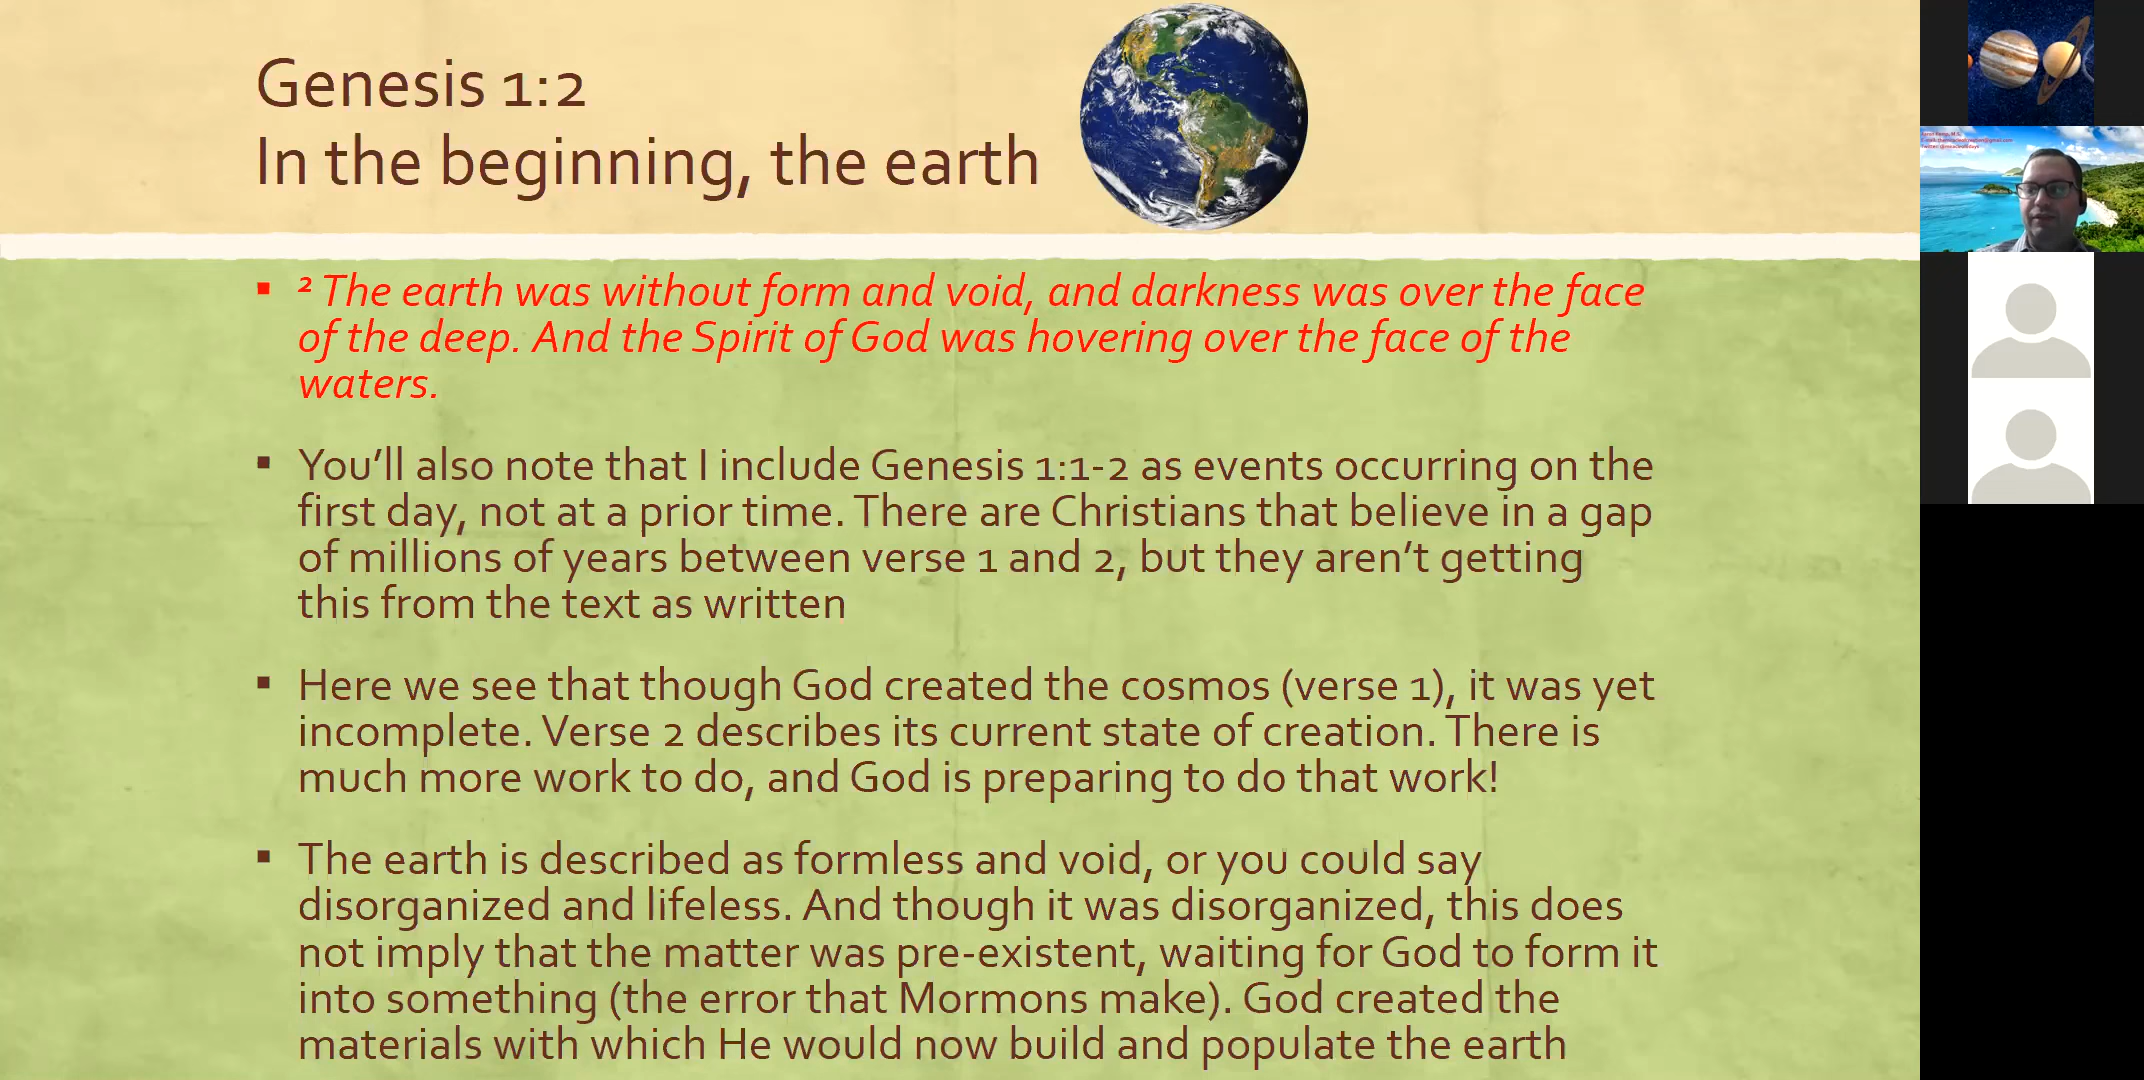 Genesis 1:2
In the beginning, the earth
² The earth was without form and void, and darkness was over the face
of the deep. And the Spirit of God was hovering over the face of the
waters.
You’ll also note that I include Genesis 1:1-2 as events occurring on the
first day, not at a prior time. There are Christians that believe in a gap
of millions of years between verse 1 and 2, but they aren’t getting
this from the text as written
Here we see that though God created the cosmos (verse 1), it was yet
incomplete. Verse 2 describes its current state of creation. There is
much more work to do, and God is preparing to do that work!
The earth is described as formless and void, or you could say
disorganized and lifeless. And though it was disorganized, this does
not imply that the matter was pre-existent, waiting for God to form it
into something (the error that Mormons make). God created the
materials with which He would now build and populate the earth